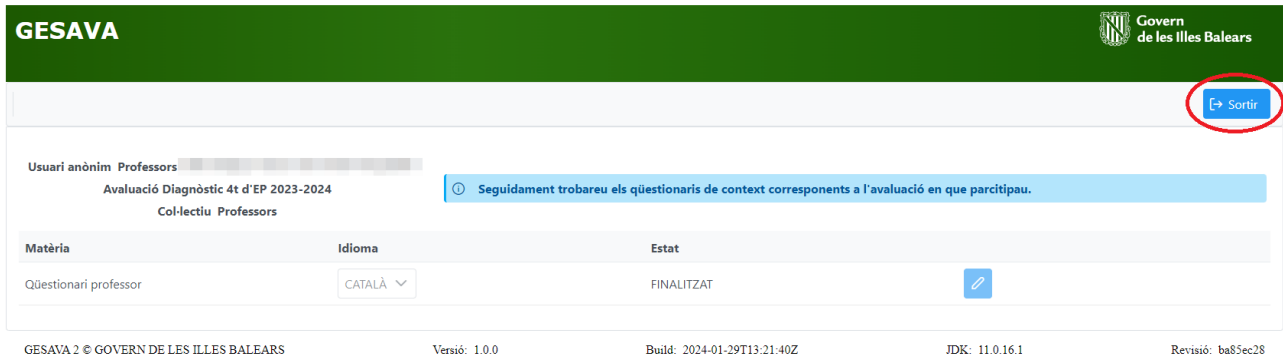 GESAVA
Govern
de les Illes Balears
Sortir
Usuari anònim Professors
Avaluació Diagnòstic 4t d'EP 2023-2024
Col·lectiu Professors
Seguidament trobareu els qüestionaris de context corresponents a l'avaluació en que parcitipau.
Matèria Idioma Estat
Qüestionari professor CATALÀ FINALITZAT
GESAVA 2 © GOVERN DE LES ILLES BALEARS Versió: 1.0.0 Build: 2024-01-29T13:21:40Z JDK: 11.0.16.1 Revisió: ba85ec28